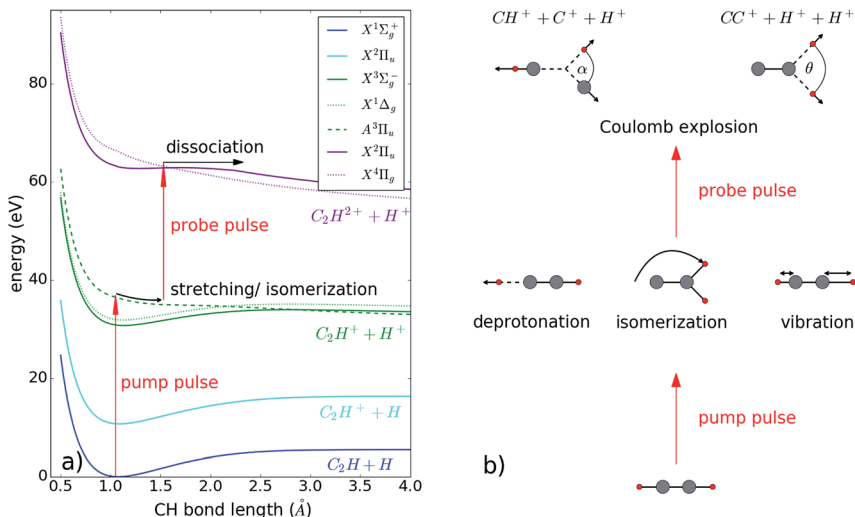 80
60
40
20
0
energy (eV)
0.5 1.0 1.5 2.0 2.5 3.0 3.5 4.0
CH bond length (Å)
X¹Σg⁺
X²Πu
X³Σg⁻
X¹Δg
A³Πu
X²Πu
X⁴Πg
dissociation
C₂H²⁺ + H⁺
probe pulse
stretching/ isomerization
C₂H⁺ + H⁺
pump pulse
C₂H⁺ + H
C₂H + H
a)
CH⁺ + C⁺ + H⁺
CC⁺ + H⁺ + H⁺
α
θ
Coulomb explosion
probe pulse
deprotonation
isomerization
vibration
pump pulse
b)